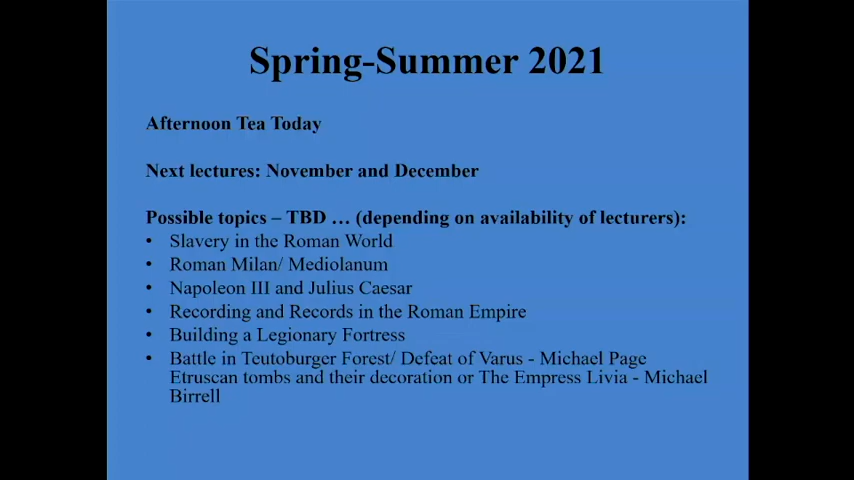 Spring-Summer 2021
Afternoon Tea Today
Next lectures: November and December
Possible topics – TBD … (depending on availability of lecturers):
• Slavery in the Roman World
• Roman Milan/ Mediolanum
• Napoleon III and Julius Caesar
• Recording and Records in the Roman Empire
• Building a Legionary Fortress
• Battle in Teutoburger Forest/ Defeat of Varus - Michael Page
Etruscan tombs and their decoration or The Empress Livia - Michael
Birrell